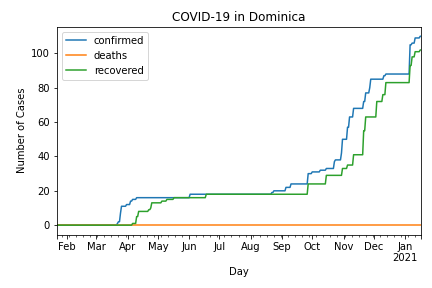 COVID-19 in Dominica
confirmed
deaths
recovered
Number of Cases
100
80
60
40
20
0
Feb Mar Apr May Jun Jul Aug Sep Oct Nov Dec Jan
2021
Day